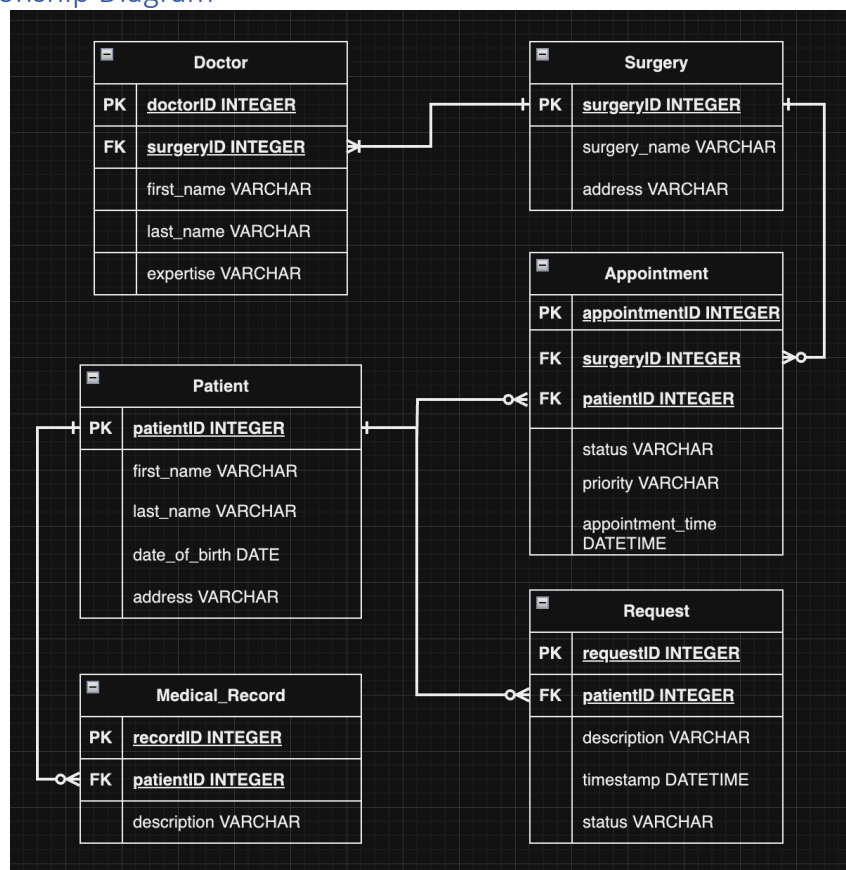 onship Diagram
Doctor
PK doctorID INTEGER
FK surgeryID INTEGER
first_name VARCHAR
last_name VARCHAR
expertise VARCHAR
Surgery
PK surgeryID INTEGER
surgery_name VARCHAR
address VARCHAR
Appointment
PK appointmentID INTEGER
FK surgeryID INTEGER
FK patientID INTEGER
status VARCHAR
priority VARCHAR
appointment_time
DATETIME
Patient
PK patientID INTEGER
first_name VARCHAR
last_name VARCHAR
date_of_birth DATE
address VARCHAR
Request
PK requestID INTEGER
FK patientID INTEGER
description VARCHAR
timestamp DATETIME
status VARCHAR
Medical_Record
PK recordID INTEGER
FK patientID INTEGER
description VARCHAR